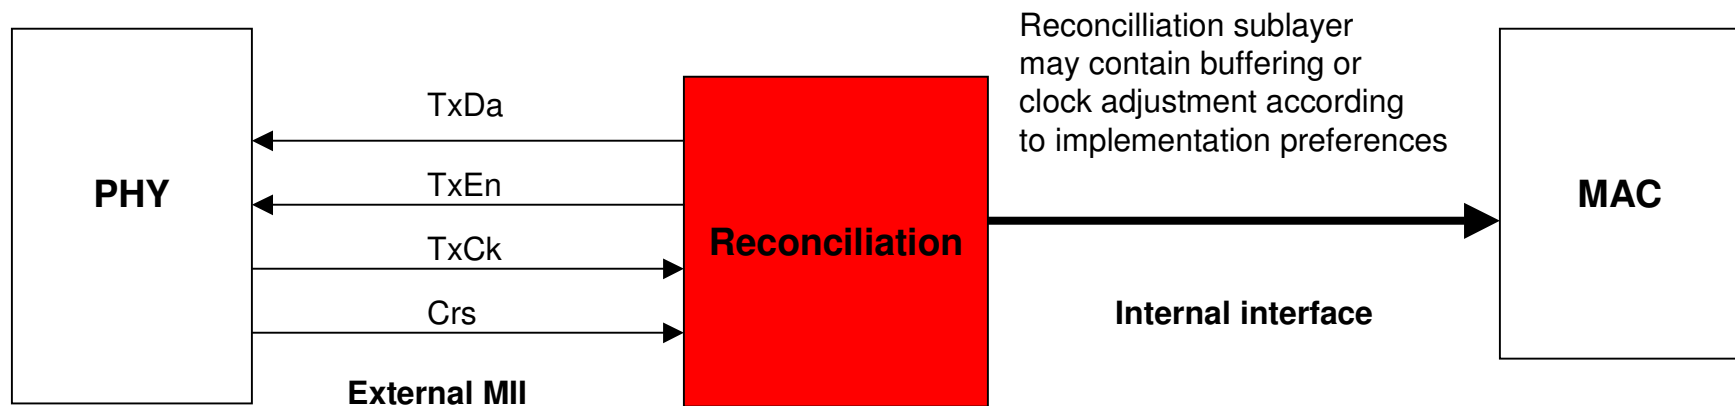 Reconcilliation sublayer
may contain buffering or
clock adjustment according
to implementation preferences
TxDa
TxEn
PHY
MAC
TxCk
Reconciliation
Crs
Internal interface
External MII